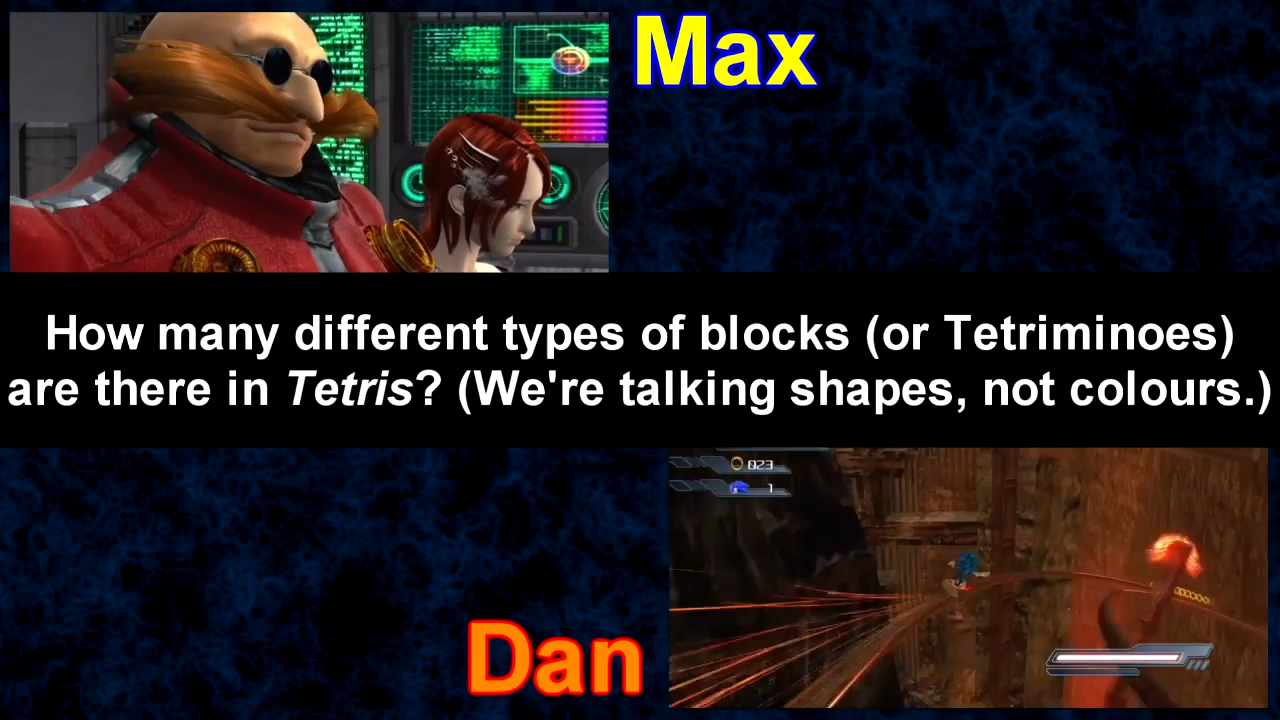 Max
How many different types of blocks (or Tetriminoes)
are there in Tetris? (We're talking shapes, not colours.)
023
1
Dan